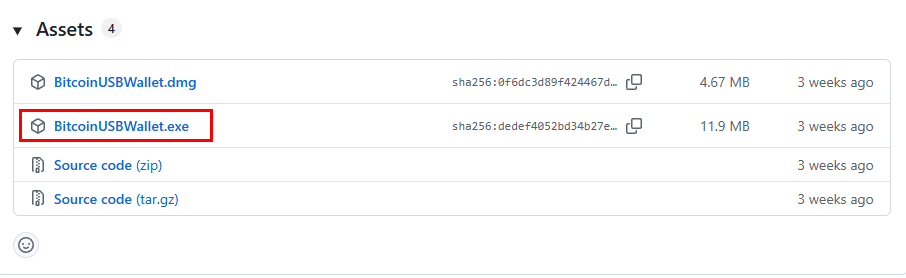 Assets 4
BitcoinUSBWallet.dmg sha256:0f6dc3d89f424467d… 4.67 MB 3 weeks ago
BitcoinUSBWallet.exe sha256:dedef4052bd34b27e… 11.9 MB 3 weeks ago
Source code (zip) 3 weeks ago
Source code (tar.gz) 3 weeks ago